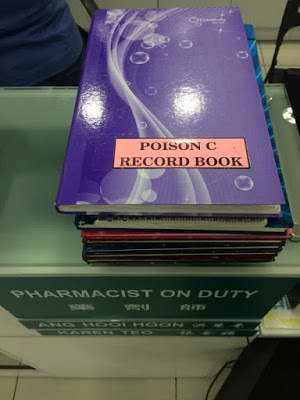 POISON C
RECORD BOOK
PHARMACIST ON DUTY
藥劑師
ANG HOOI HOON
KAREN TEO